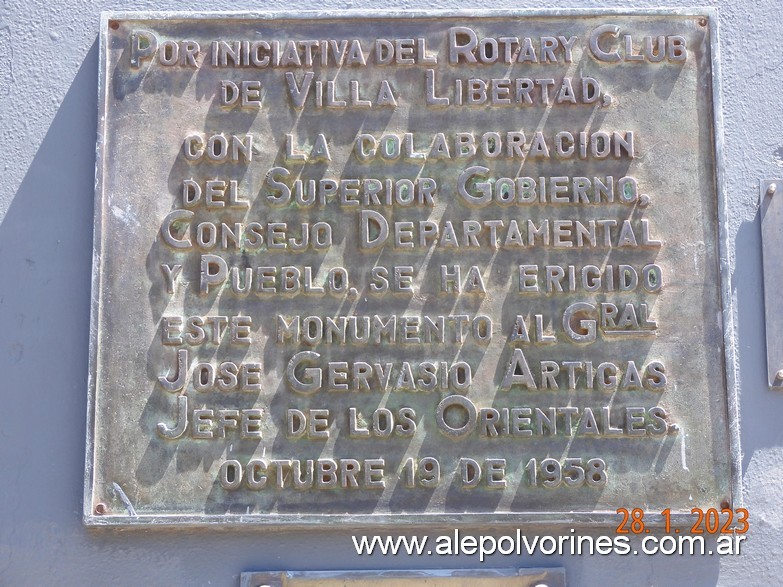 POR INICIATIVA DEL ROTARY CLUB
DE VILLA LIBERTAD,
CON LA COLABORACION
DEL SUPERIOR GOBIERNO,
CONSEJO DEPARTAMENTAL
Y PUEBLO, SE HA ERIGIDO
ESTE MONUMENTO AL GRAL
JOSE GERVASIO ARTIGAS
JEFE DE LOS ORIENTALES.
OCTUBRE 19 DE 1958
28. 1. 2023
www.alepolvorines.com.ar